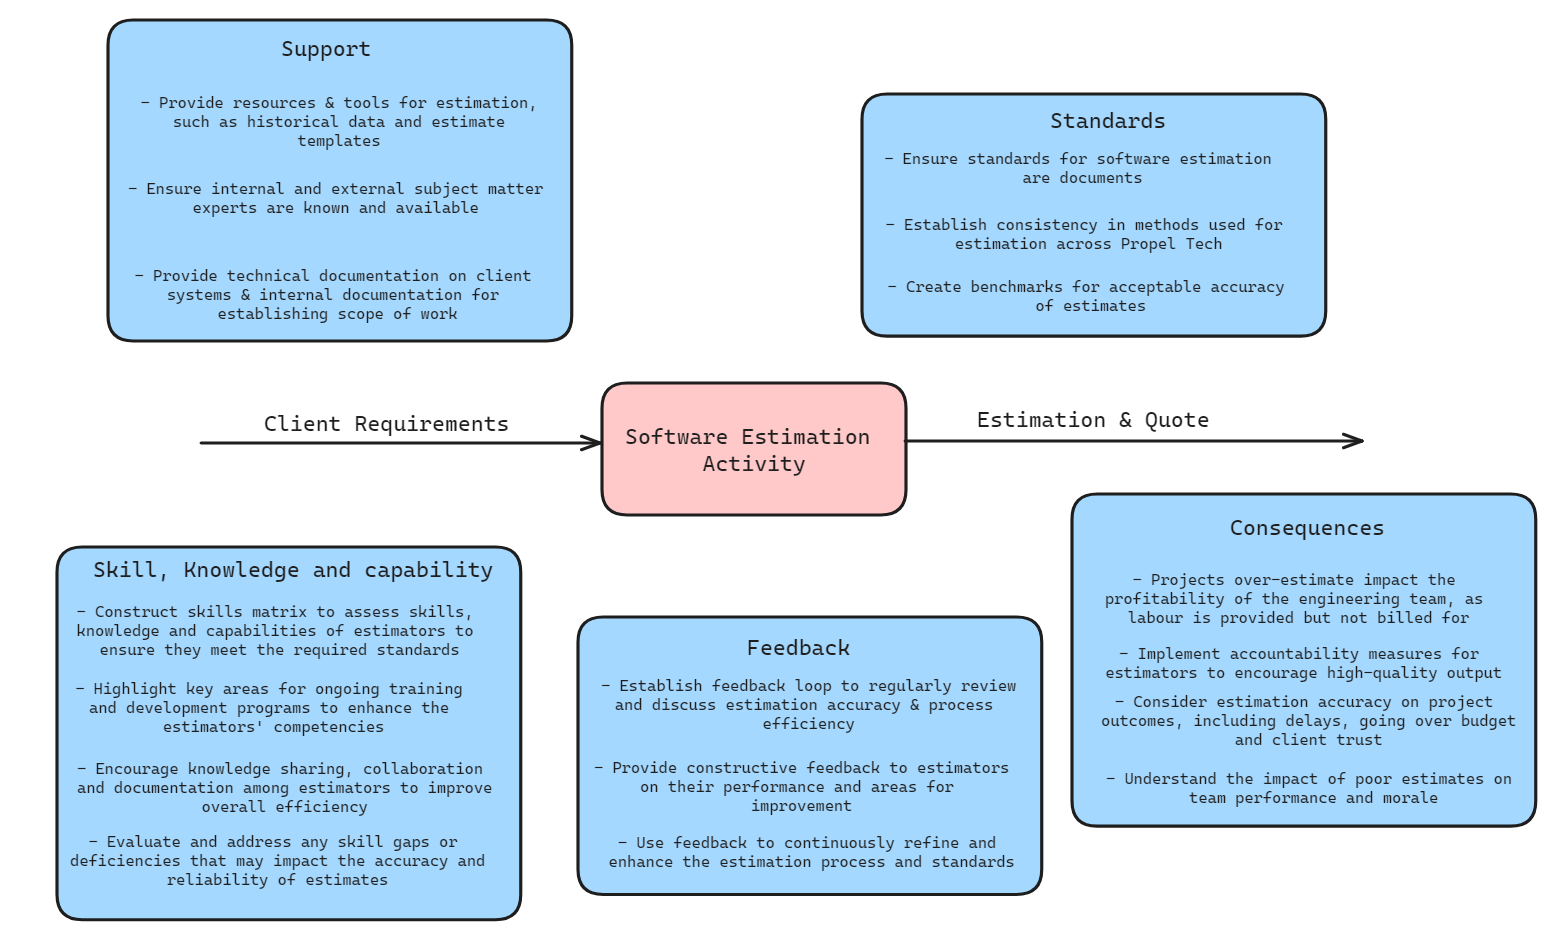 Support
- Provide resources & tools for estimation,
such as historical data and estimate
templates
- Ensure internal and external subject matter
experts are known and available
- Provide technical documentation on client
systems & internal documentation for
establishing scope of work
Standards
- Ensure standards for software estimation
are documents
- Establish consistency in methods used for
estimation across Propel Tech
- Create benchmarks for acceptable accuracy
of estimates
Client Requirements
Software Estimation
Activity
Estimation & Quote
Skill, Knowledge and capability
- Construct skills matrix to assess skills,
knowledge and capabilities of estimators to
ensure they meet the required standards
- Highlight key areas for ongoing training
and development programs to enhance the
estimators' competencies
- Encourage knowledge sharing, collaboration
and documentation among estimators to improve
overall efficiency
- Evaluate and address any skill gaps or
deficiencies that may impact the accuracy and
reliability of estimates
Feedback
- Establish feedback loop to regularly review
and discuss estimation accuracy & process
efficiency
- Provide constructive feedback to estimators
on their performance and areas for
improvement
- Use feedback to continuously refine and
enhance the estimation process and standards
Consequences
- Projects over-estimate impact the
profitability of the engineering team, as
labour is provided but not billed for
- Implement accountability measures for
estimators to encourage high-quality output
- Consider estimation accuracy on project
outcomes, including delays, going over budget
and client trust
- Understand the impact of poor estimates on
team performance and morale